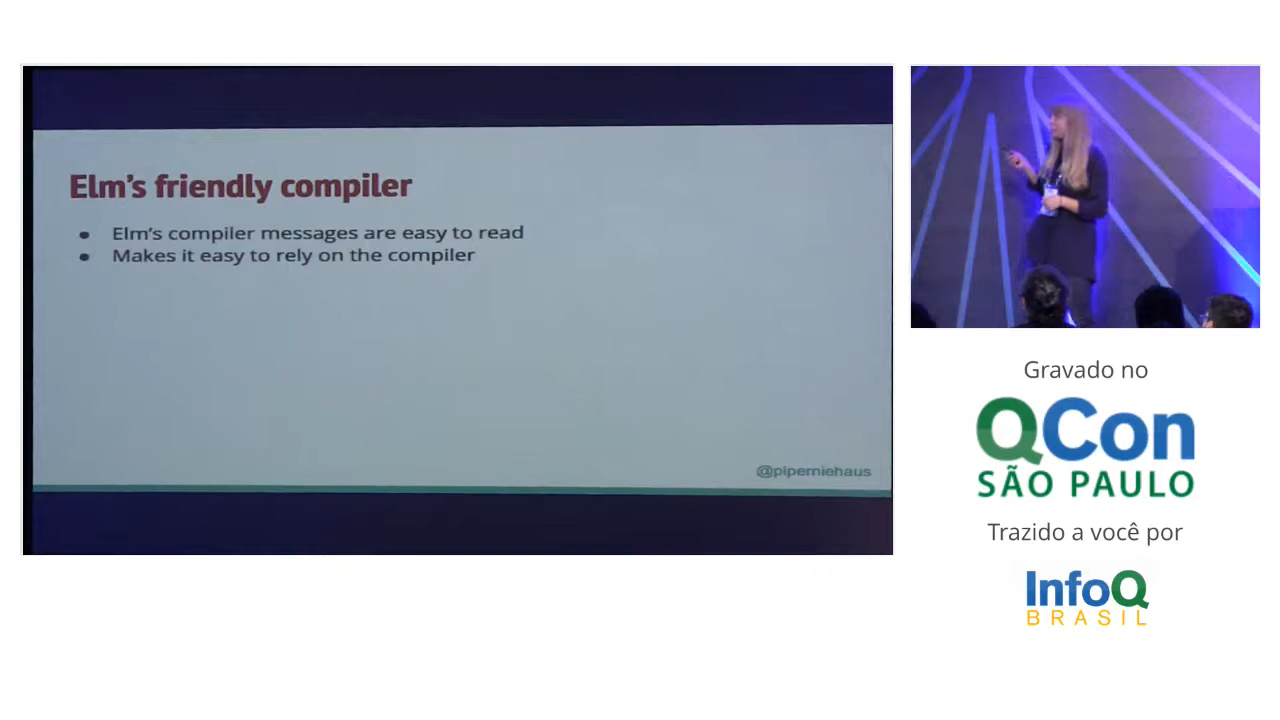 Elm's friendly compiler
● Elm's compiler messages are easy to read
● Makes it easy to rely on the compiler
@piperniehaus
Gravado no
QCon
SÃO PAULO
Trazido a você por
InfoQ
BRASIL